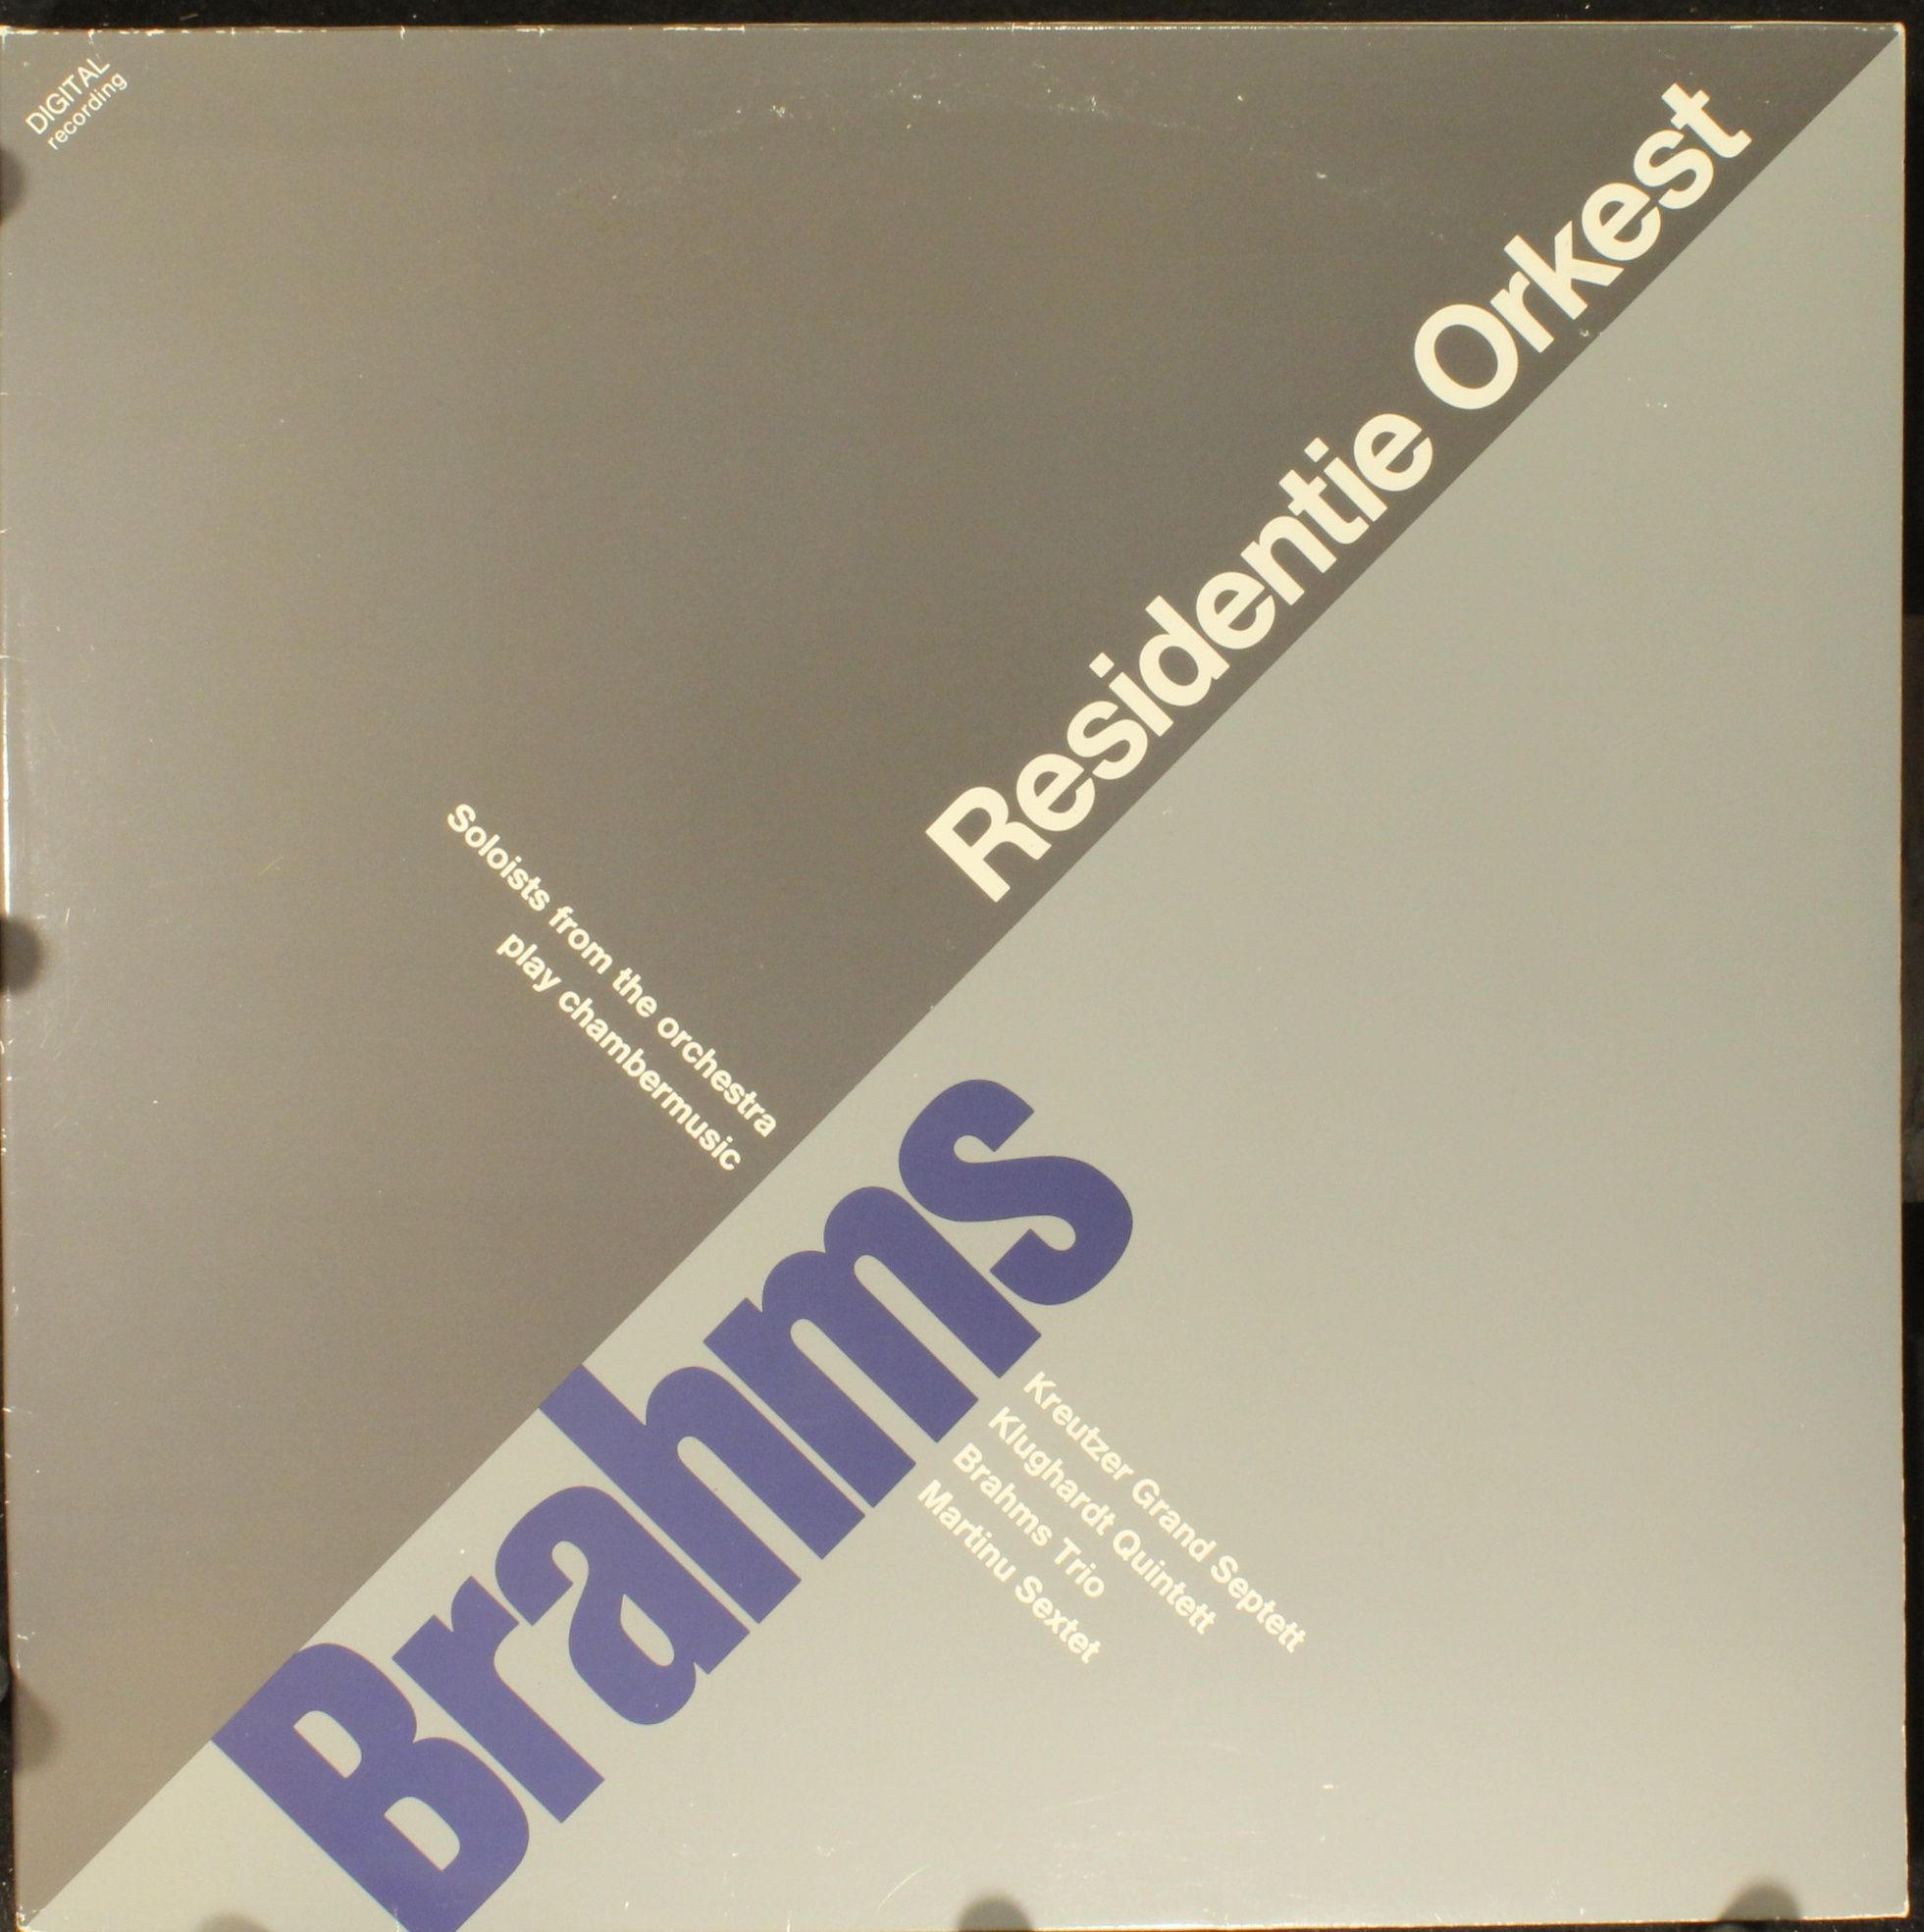 DIGITAL
recording
Residentie Orkest
Soloists from the orchestra
play chambermusic
Brahms
Kreutzer Grand Septett
Klughardt Quintett
Brahms Trio
Martinu Sextet